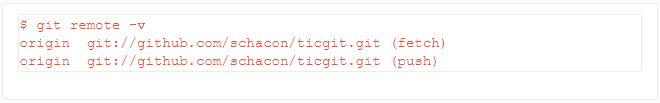 $ git remote -v
origin  git://github.com/schacon/ticgit.git (fetch)
origin  git://github.com/schacon/ticgit.git (push)